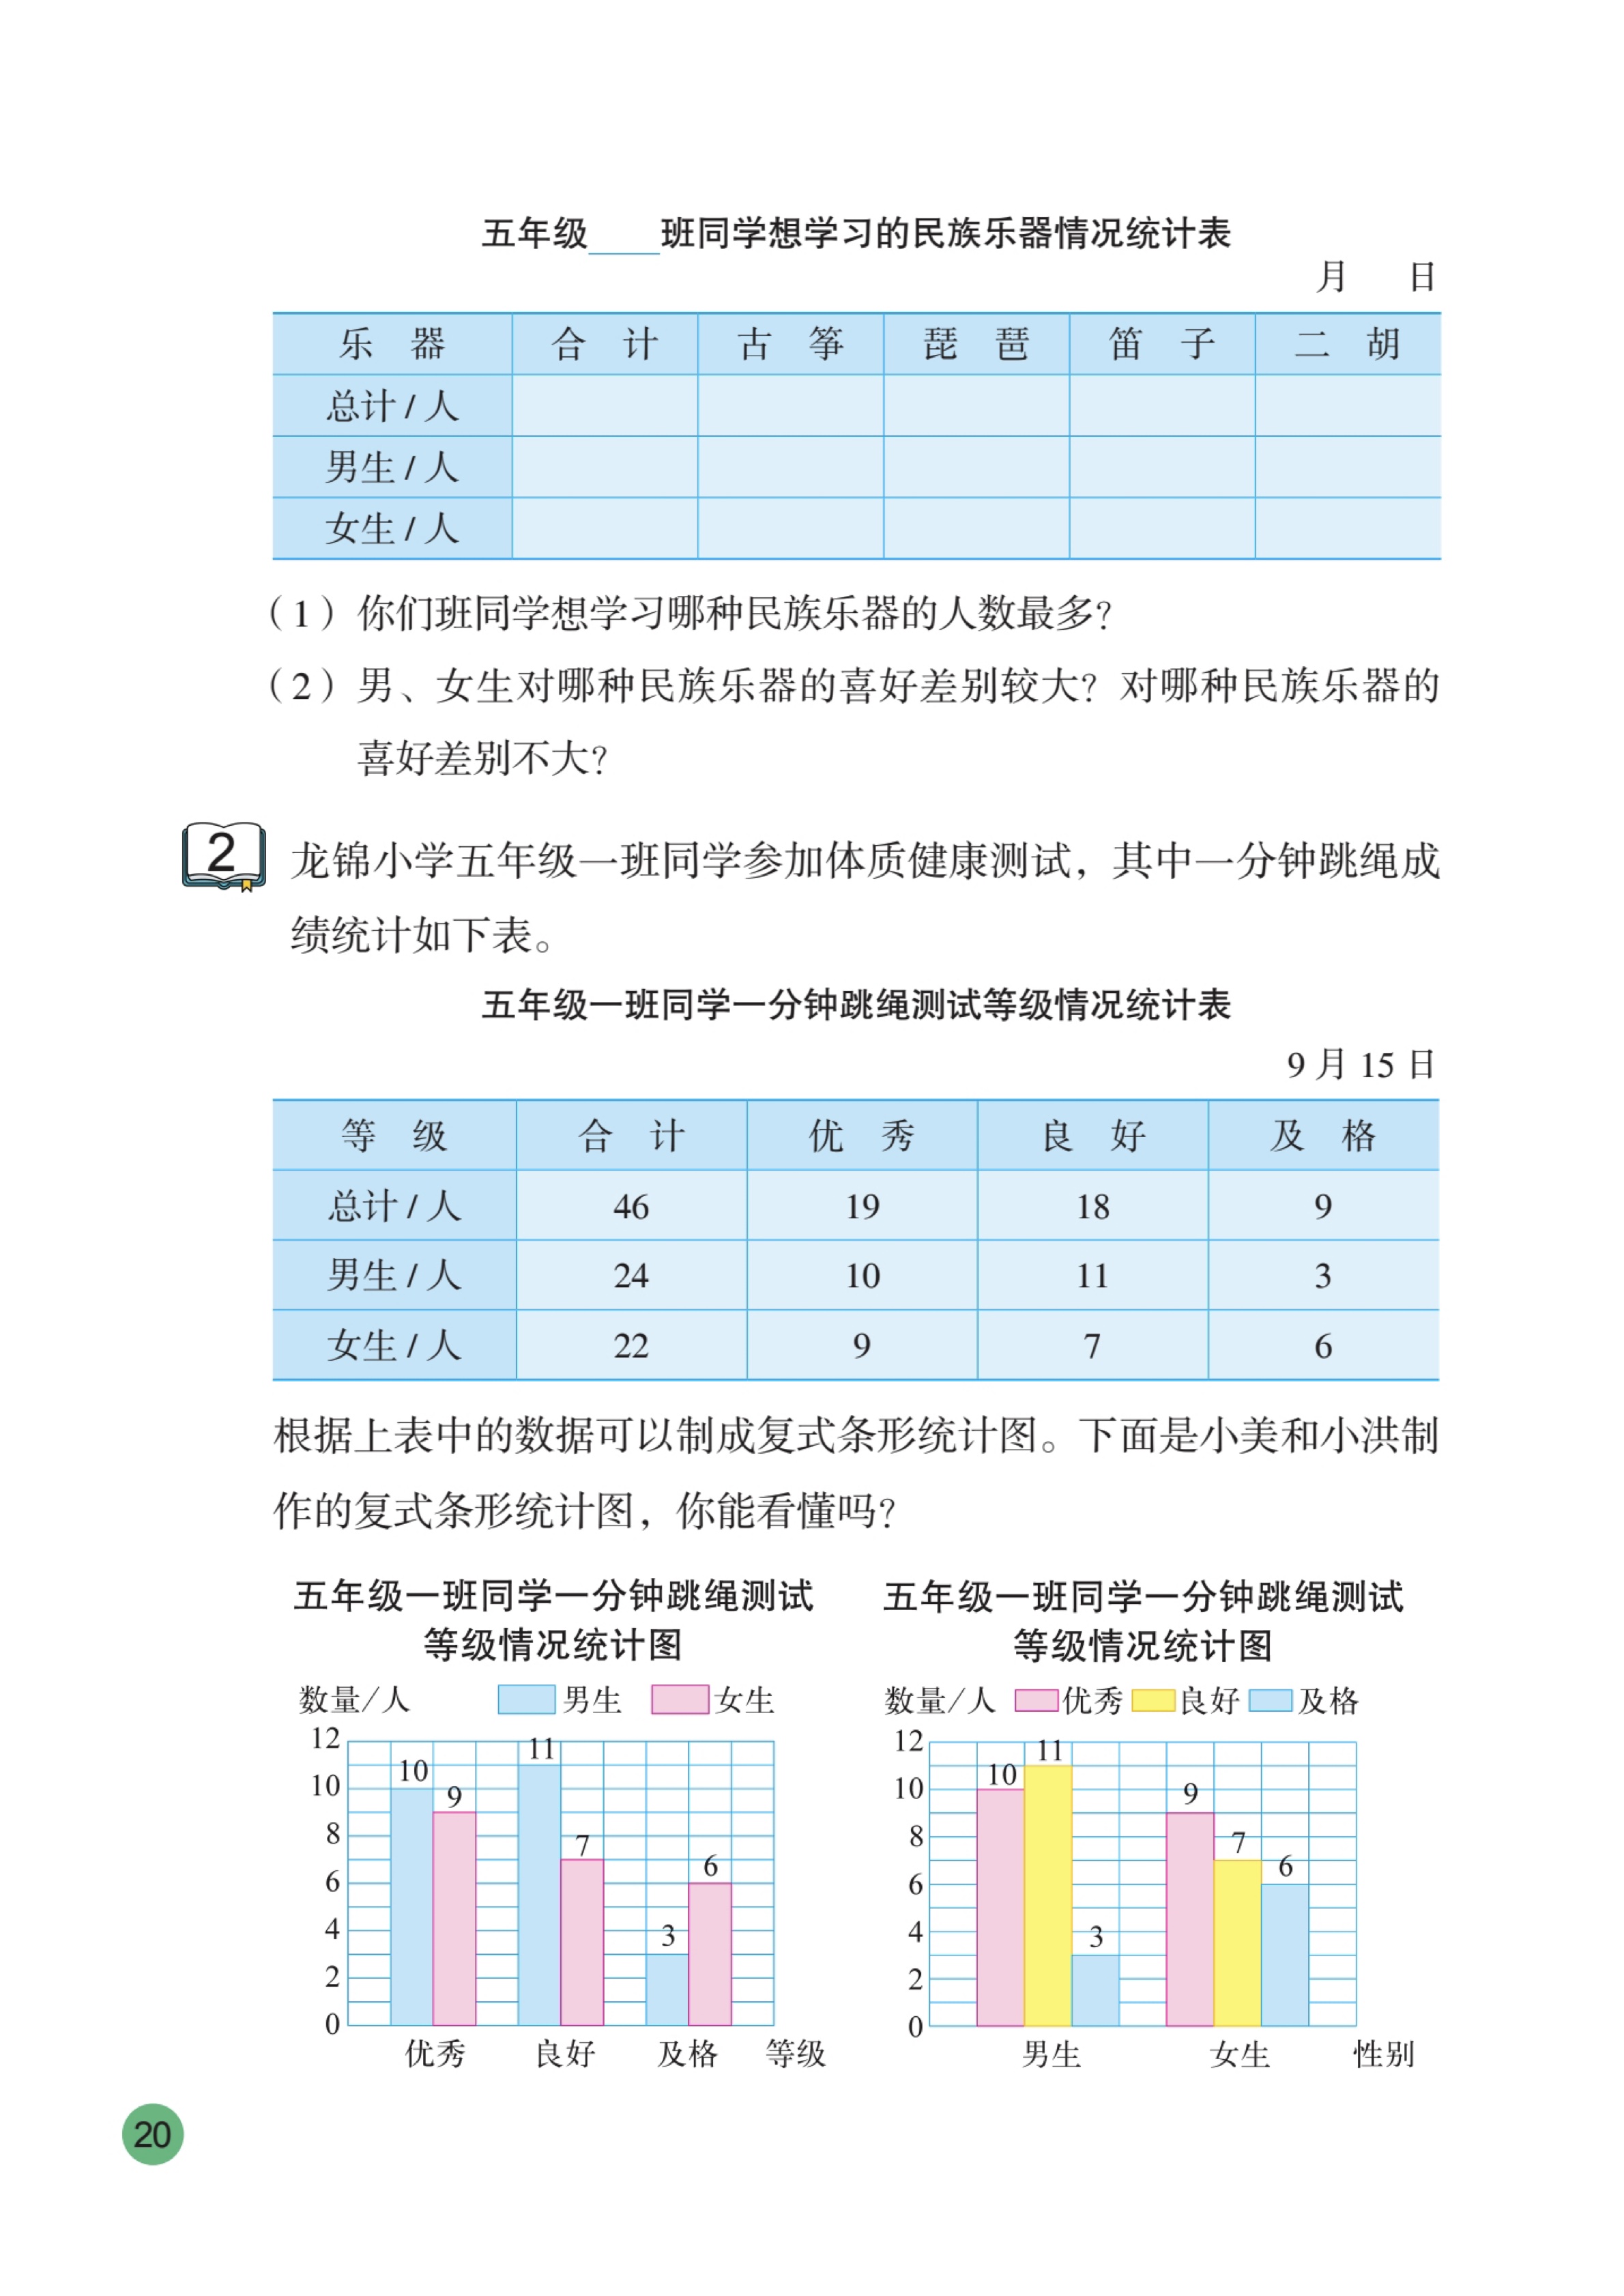 五年级____班同学想学习的民族乐器情况统计表
月 日
乐 器 合 计 古 筝 琵 琶 笛 子 二 胡
总计 / 人
男生 / 人
女生 / 人
（1）你们班同学想学习哪种民族乐器的人数最多？
（2）男、女生对哪种民族乐器的喜好差别较大？对哪种民族乐器的
喜好差别不大？
2 龙锦小学五年级一班同学参加体质健康测试，其中一分钟跳绳成
绩统计如下表。
五年级一班同学一分钟跳绳测试等级情况统计表
9 月 15 日
等 级 合 计 优 秀 良 好 及 格
总计 / 人 46 19 18 9
男生 / 人 24 10 11 3
女生 / 人 22 9 7 6
根据上表中的数据可以制成复式条形统计图。下面是小美和小洪制
作的复式条形统计图，你能看懂吗？
五年级一班同学一分钟跳绳测试
等级情况统计图
数量/人 男生 女生
12
10
8
6
4
2
0
10
9
11
7
3
6
优秀 良好 及格 等级
五年级一班同学一分钟跳绳测试
等级情况统计图
数量/人 优秀 良好 及格
12
10
8
6
4
2
0
10
11
3
9
7
6
男生 女生 性别
20